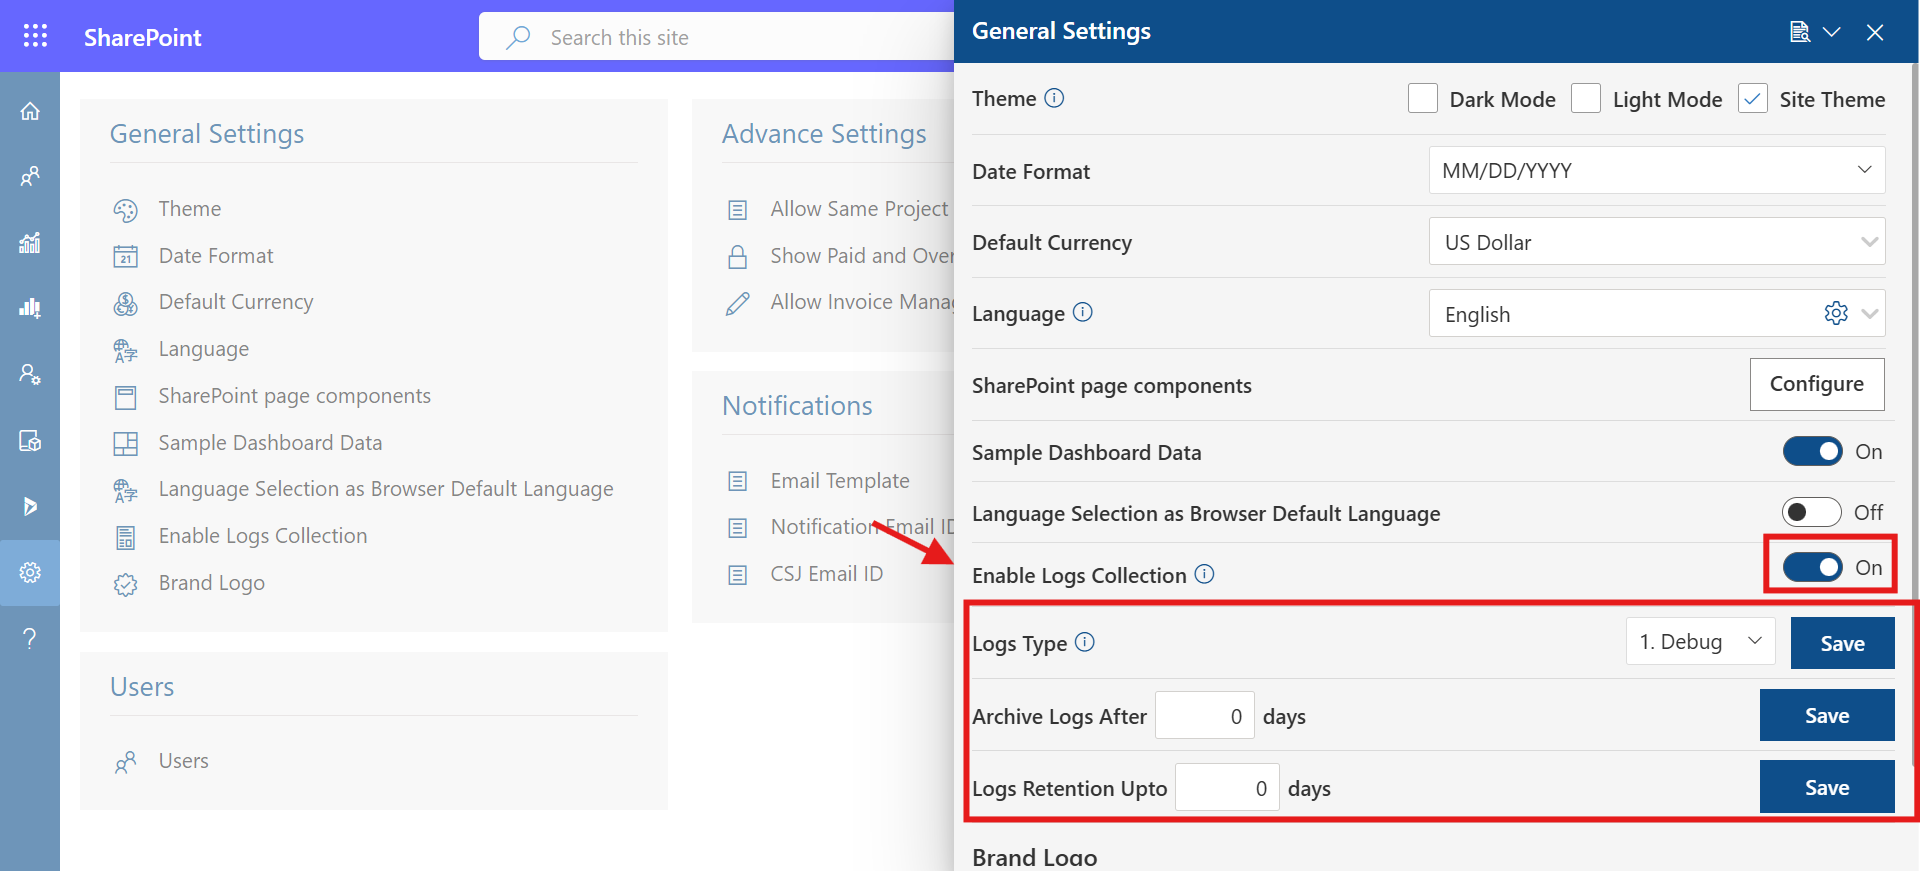 SharePoint
Search this site
General Settings
Theme
Date Format
Default Currency
Language
SharePoint page components
Sample Dashboard Data
Language Selection as Browser Default Language
Enable Logs Collection
Brand Logo
Users
Users
Advance Settings
Allow Same Project
Show Paid and Over
Allow Invoice Mana
Notifications
Email Template
Notification Email ID
CSJ Email ID
General Settings
Theme Dark Mode Light Mode Site Theme
Date Format MM/DD/YYYY
Default Currency US Dollar
Language English
SharePoint page components Configure
Sample Dashboard Data On
Language Selection as Browser Default Language Off
Enable Logs Collection On
Logs Type 1. Debug Save
Archive Logs After 0 days Save
Logs Retention Upto 0 days Save
Brand Logo